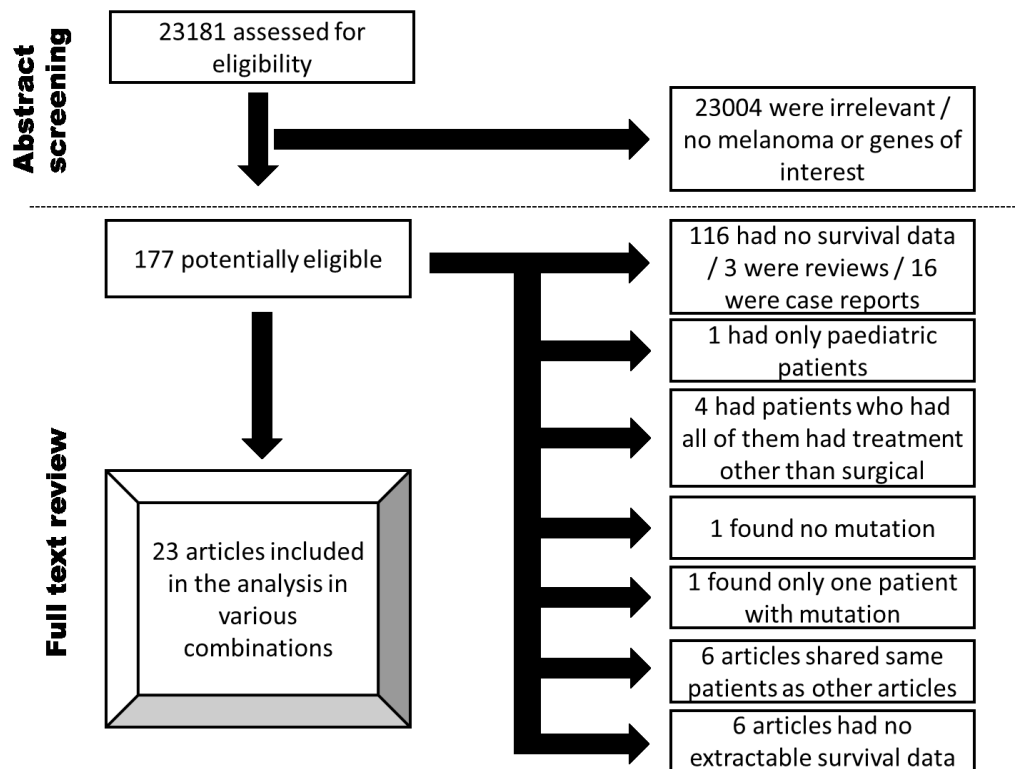 Abstract
screening
23181 assessed for
eligibility
23004 were irrelevant /
no melanoma or genes of
interest
Full text review
177 potentially eligible
116 had no survival data
/ 3 were reviews / 16
were case reports
1 had only paediatric
patients
4 had patients who had
all of them had treatment
other than surgical
1 found no mutation
1 found only one patient
with mutation
6 articles shared same
patients as other articles
6 articles had no
extractable survival data
23 articles included
in the analysis in
various
combinations